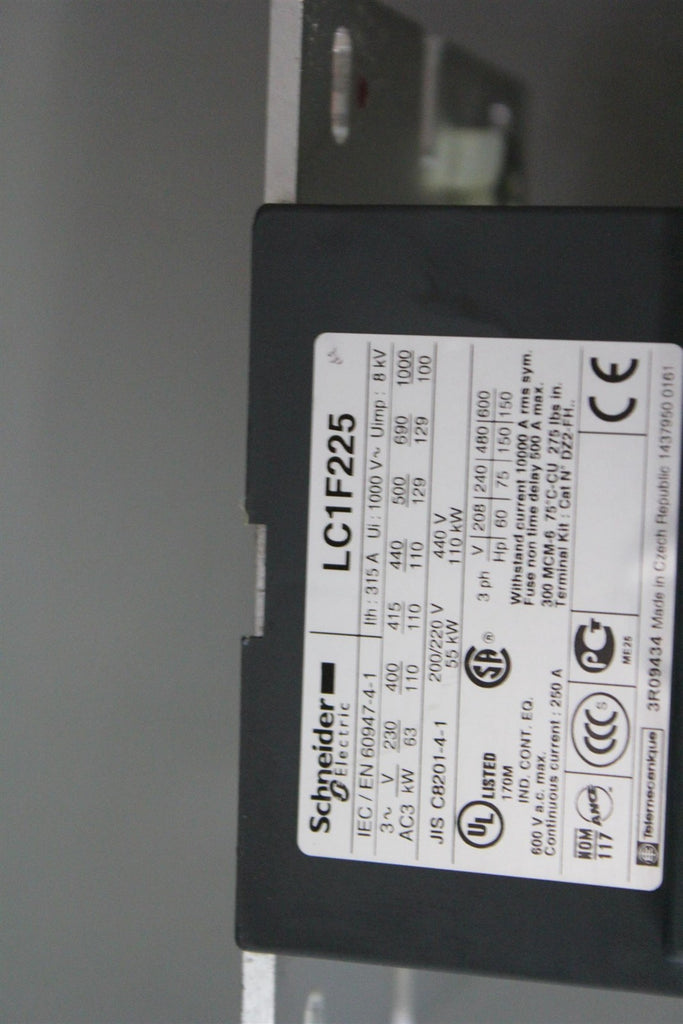 Schneider Electric LC1F225
IEC / EN 60947-4-1 Ith : 315 A Ui : 1000 V~ Uimp : 8 kV
3 ~ V 230 400 415 440 500 690 1000
AC3 kW 63 110 110 110 129 129 100
JIS C8201-4-1 200/220 V 440 V
55 kW 110 kW
UL LISTED
170M
SA ®
3 ph V 208 240 480 600
Hp 60 75 150 150
IND. CONT. EQ.
600 V a.c. max.
Continuous current : 250 A
Withstand current 10000 A rms sym.
Fuse non time delay 500 A max.
300 MCM-6 75°C-CU 275 lbs in.
Terminal Kit : Cat N° DZ2-FH..
NOM ANCE
117
CCC S
PCT
ME25
CE
Telemecanique 3R09434 Made in Czech Republic 1437950 0161